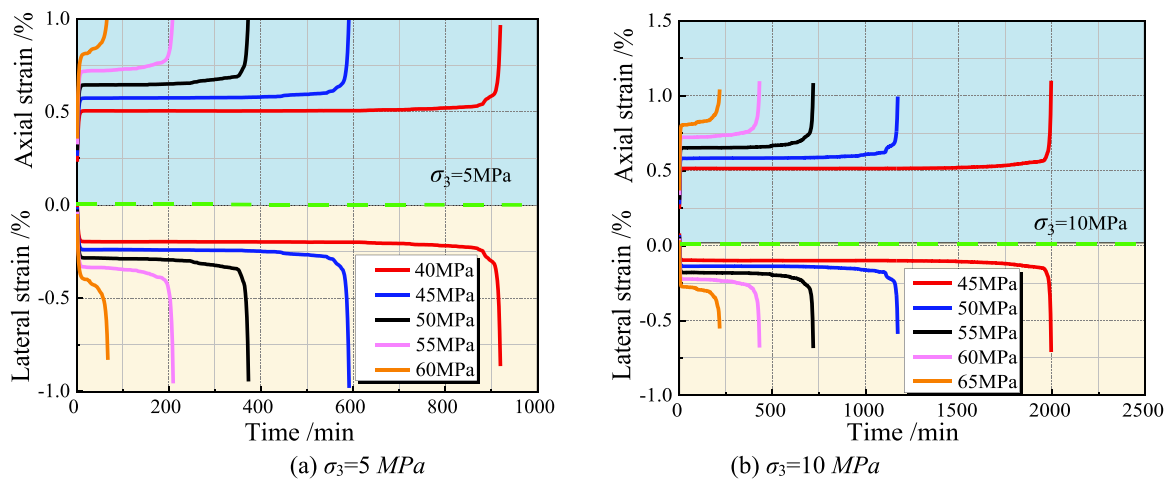 Axial strain /%
Lateral strain /%
1.0
0.5
0.0
-0.5
-1.0
σ3=5MPa
40MPa
45MPa
50MPa
55MPa
60MPa
0
200
400
600
800
1000
Time /min
(a) σ3=5 MPa
Axial strain /%
Lateral strain /%
1.5
1.0
0.5
0.0
-0.5
-1.0
σ3=10MPa
45MPa
50MPa
55MPa
60MPa
65MPa
0
500
1000
1500
2000
2500
Time /min
(b) σ3=10 MPa